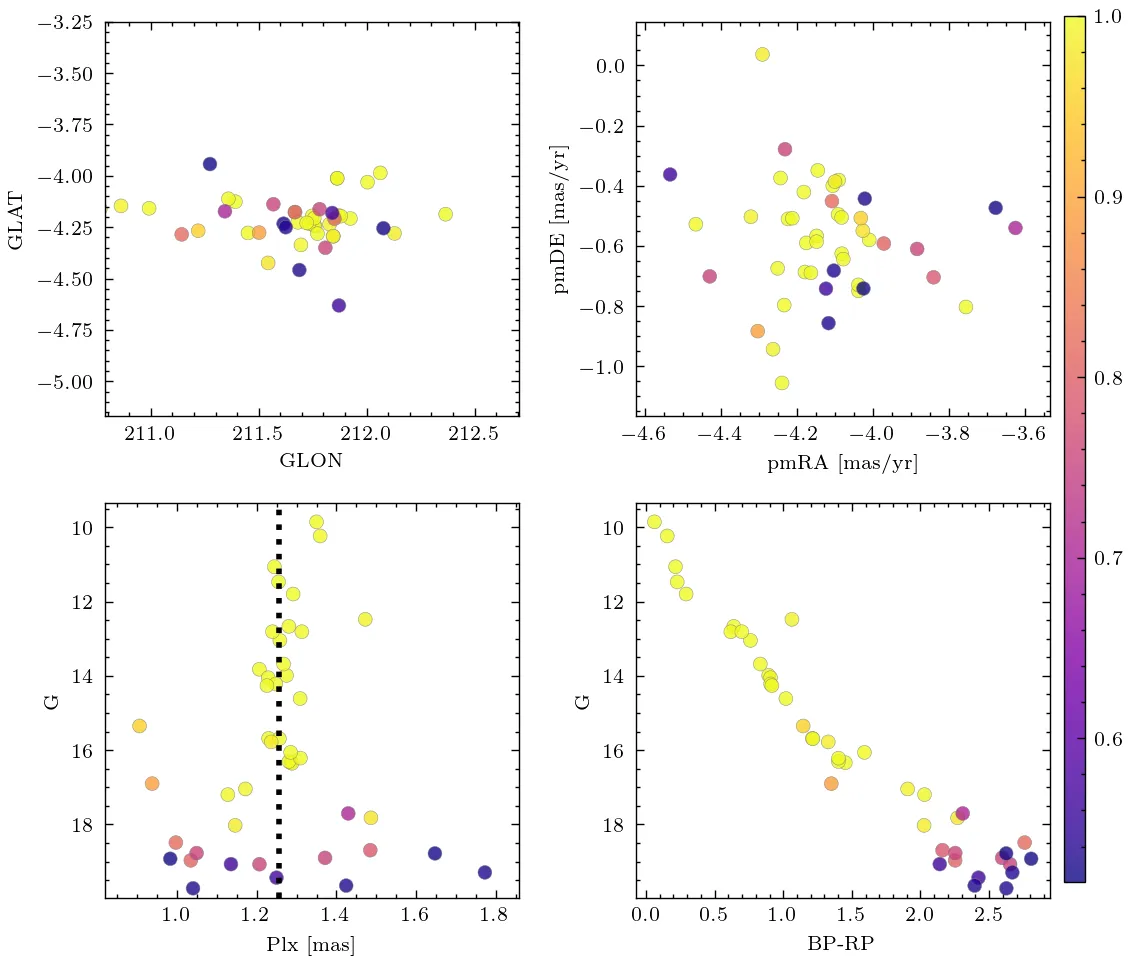 −3.25
−3.50
−3.75
−4.00
−4.25
−4.50
−4.75
−5.00
GLAT
211.0 211.5 212.0 212.5
GLON
0.0
−0.2
−0.4
−0.6
−0.8
−1.0
pmDE [mas/yr]
−4.6 −4.4 −4.2 −4.0 −3.8 −3.6
pmRA [mas/yr]
10
12
14
16
18
G
1.0 1.2 1.4 1.6 1.8
Plx [mas]
10
12
14
16
18
G
0.0 0.5 1.0 1.5 2.0 2.5
BP-RP
1.0
0.9
0.8
0.7
0.6